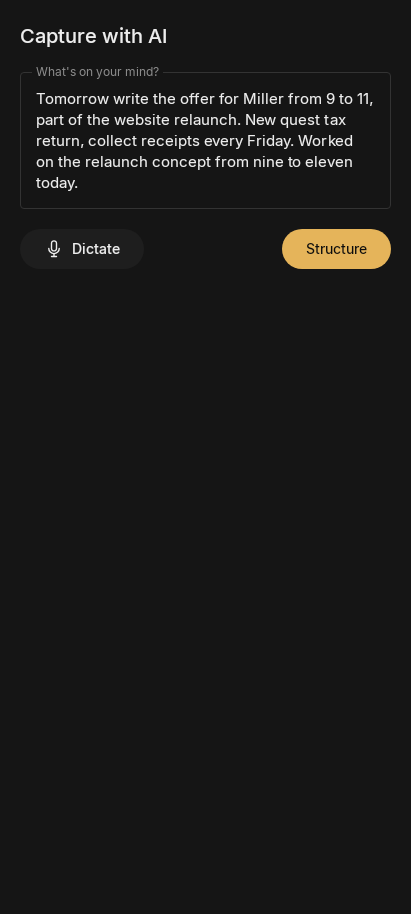 Capture with AI
What's on your mind?
Tomorrow write the offer for Miller from 9 to 11,
part of the website relaunch. New quest tax
return, collect receipts every Friday. Worked
on the relaunch concept from nine to eleven
today.
Dictate
Structure